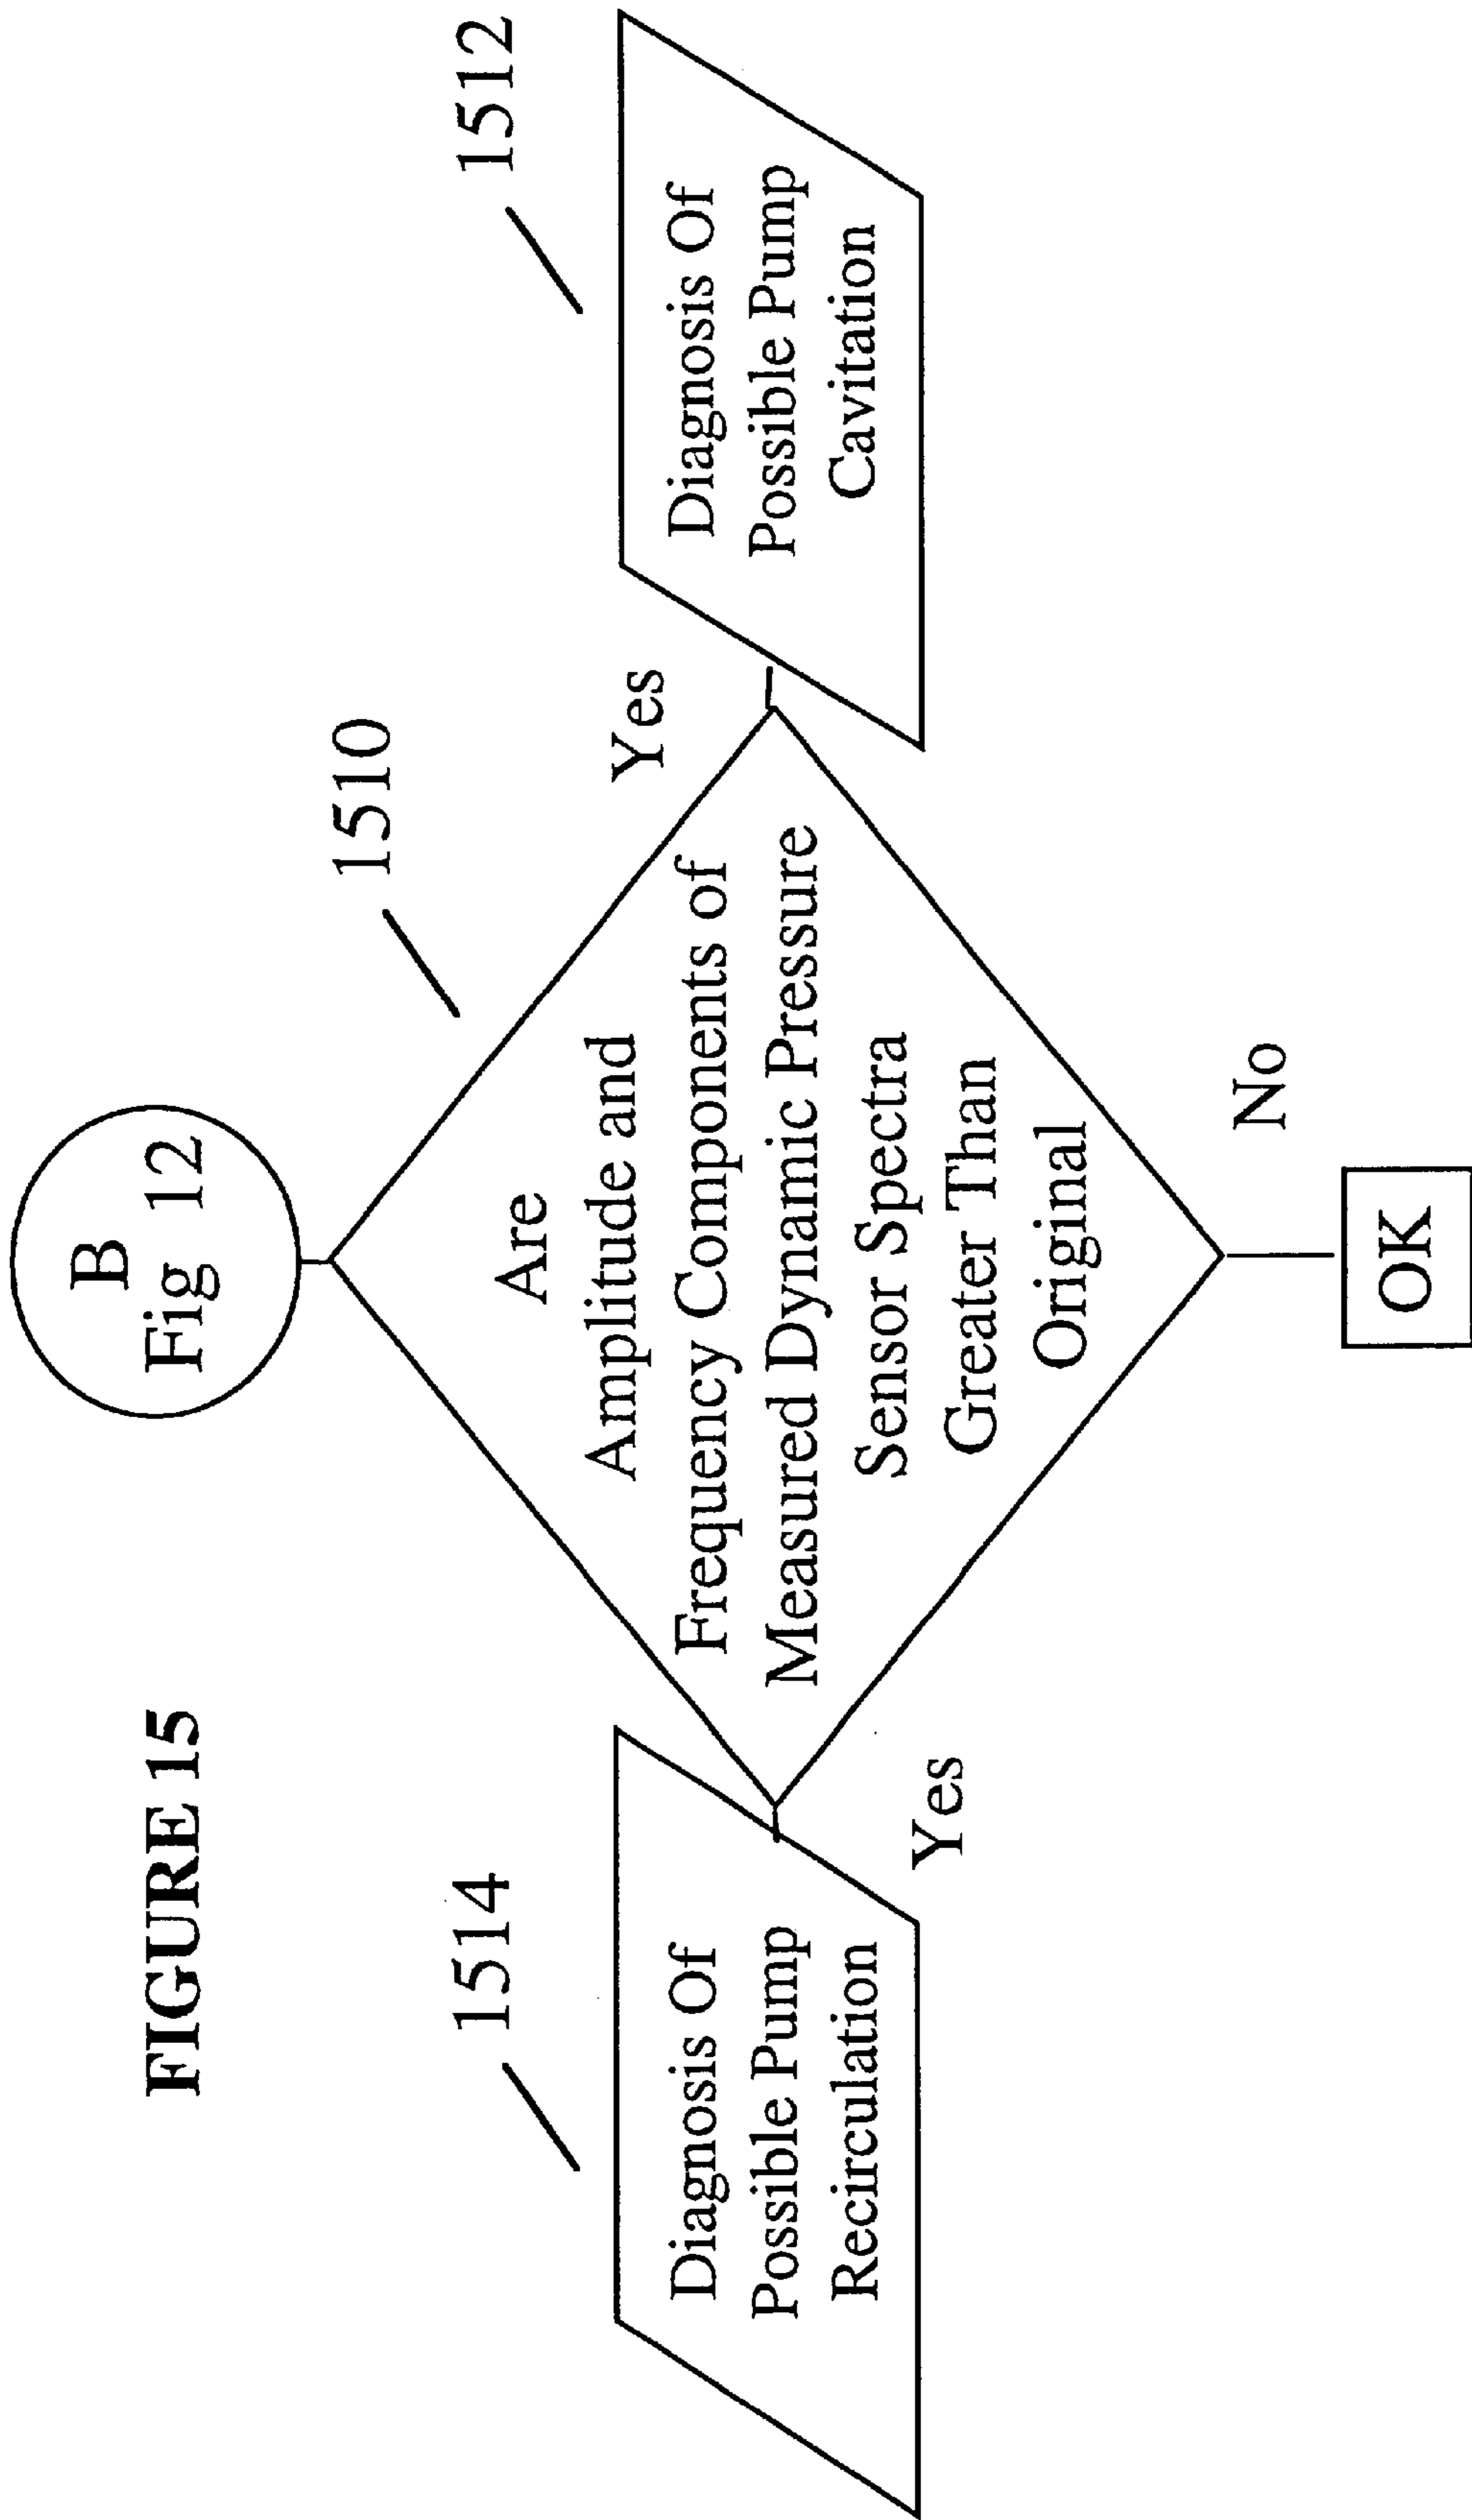 FIGURE 15
B
Fig 12
1510
Are
Amplitude and
Frequency Components of
Measured Dynamic Pressure
Sensor Spectra
Greater Than
Original
Yes
1512
Diagnosis Of
Possible Pump
Cavitation
Yes
1514
Diagnosis Of
Possible Pump
Recirculation
No
OK